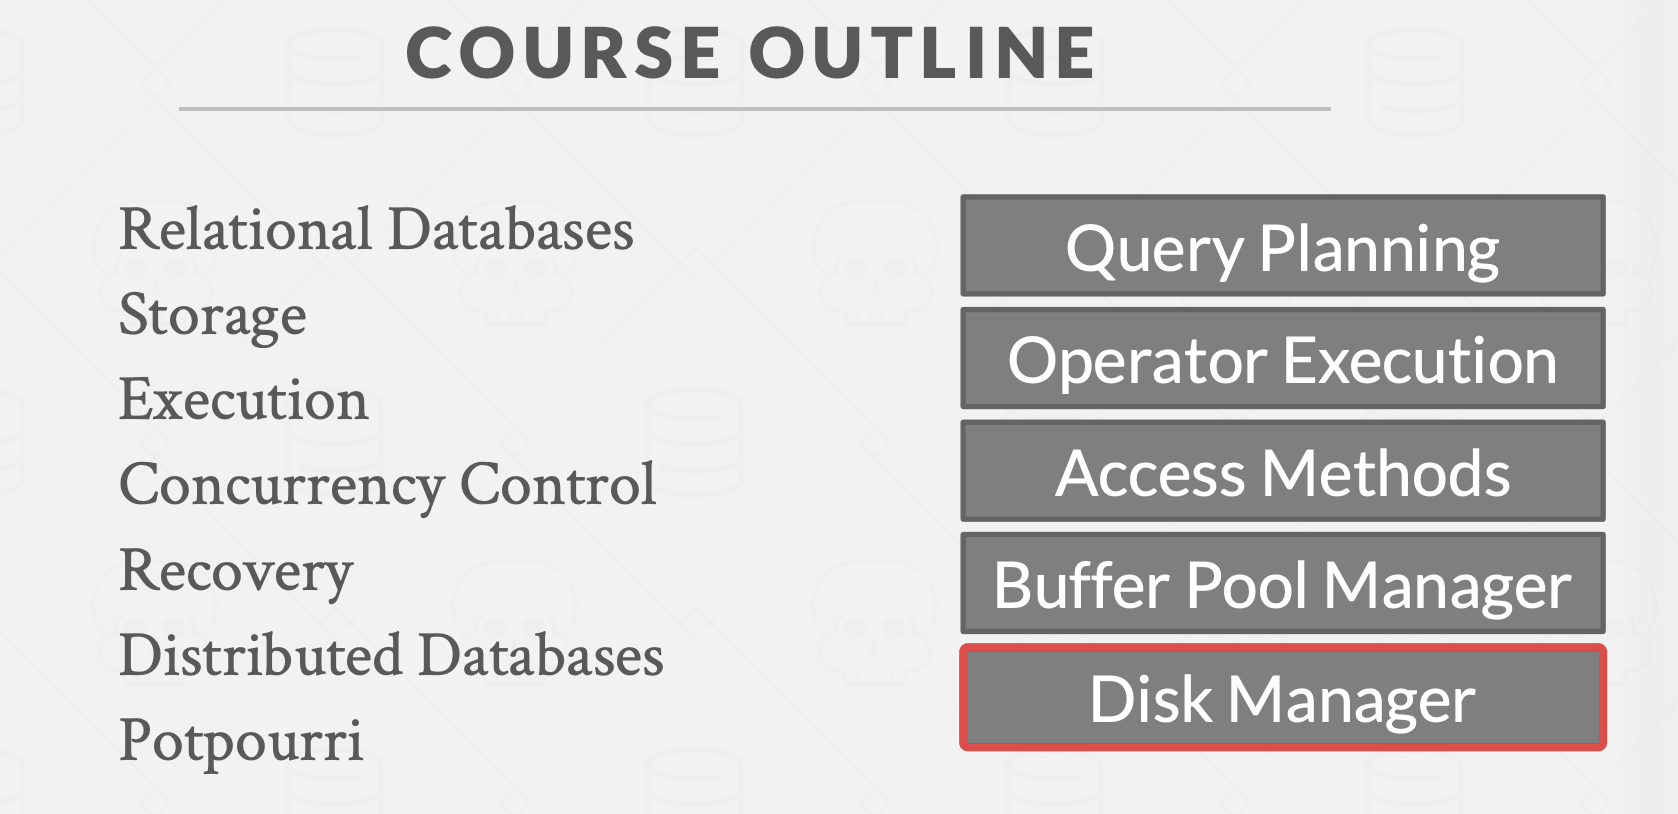 COURSE OUTLINE
Relational Databases
Storage
Execution
Concurrency Control
Recovery
Distributed Databases
Potpourri
Query Planning
Operator Execution
Access Methods
Buffer Pool Manager
Disk Manager